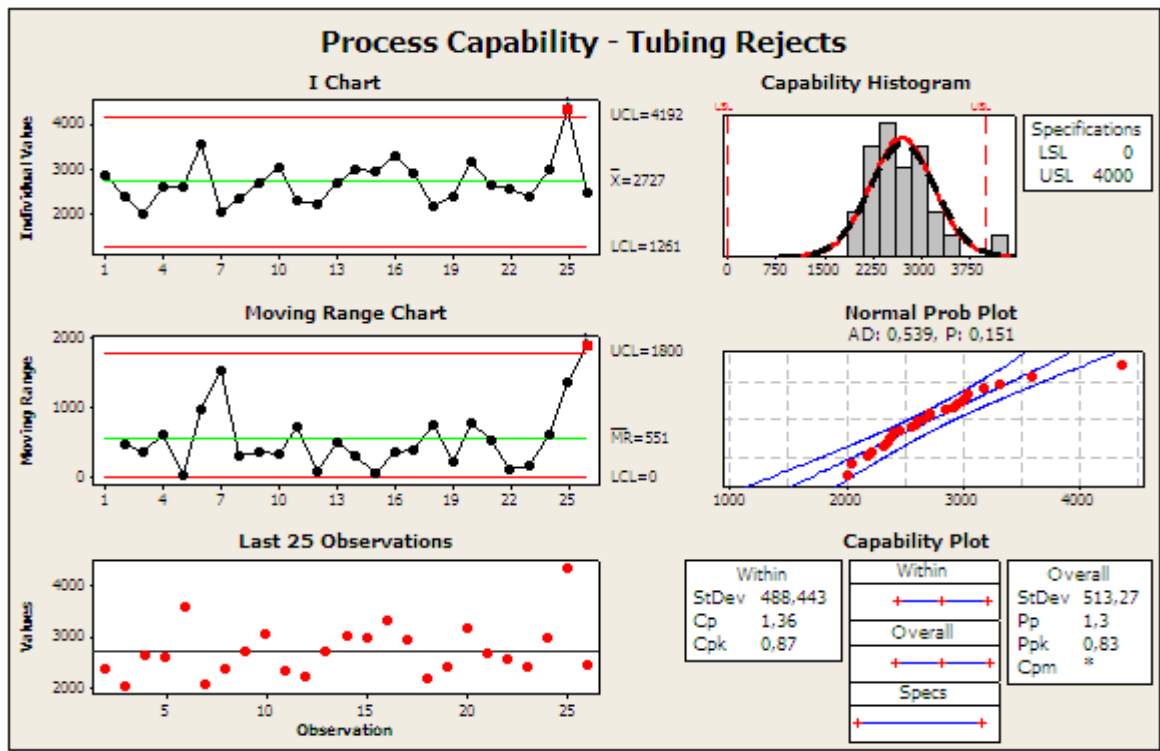 Process Capability - Tubing Rejects
I Chart
Individual Value
4000
3000
2000
1 4 7 10 13 16 19 22 25
UCL=4192
X̅=2727
LCL=1261
Capability Histogram
LSL USL
0 750 1500 2250 3000 3750
Specifications
LSL 0
USL 4000
Moving Range Chart
Moving Range
2000
1000
0
1 4 7 10 13 16 19 22 25
UCL=1800
M̅R̅=551
LCL=0
Normal Prob Plot
AD: 0,539, P: 0,151
1000 2000 3000 4000
Last 25 Observations
Values
4000
3000
2000
5 10 15 20 25
Observation
Capability Plot
Within
StDev 488,443
Cp 1,36
Cpk 0,87
Within
Overall
Specs
Overall
StDev 513,27
Pp 1,3
Ppk 0,83
Cpm *